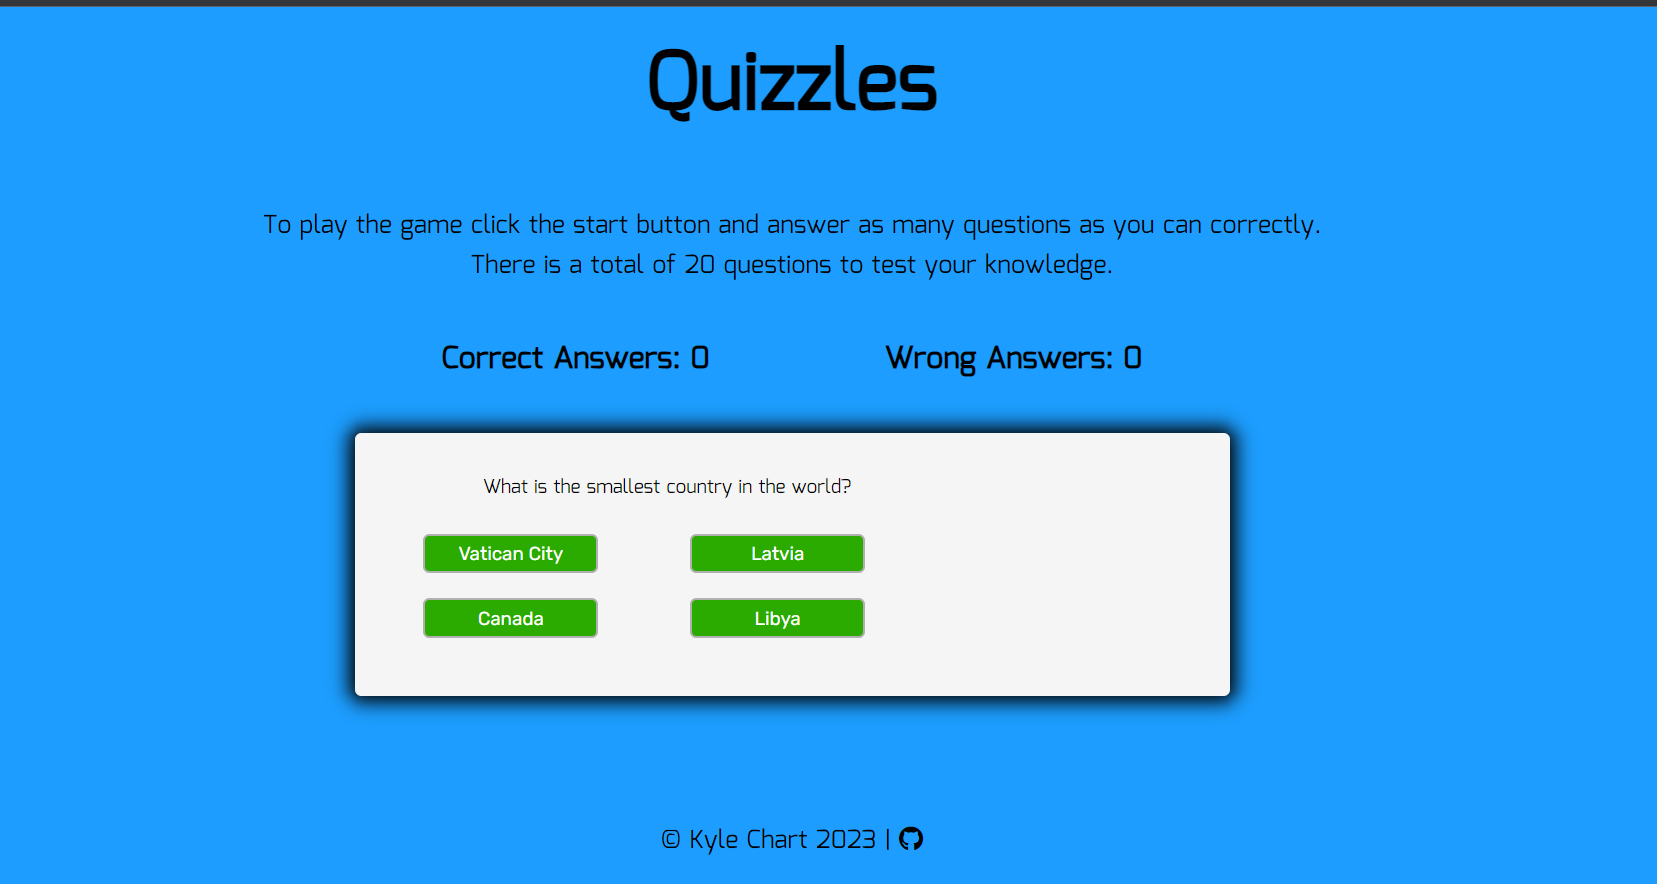 Quizzles
To play the game click the start button and answer as many questions as you can correctly.
There is a total of 20 questions to test your knowledge.
Correct Answers: 0 Wrong Answers: 0
What is the smallest country in the world?
Vatican City Latvia
Canada Libya
© Kyle Chart 2023 |